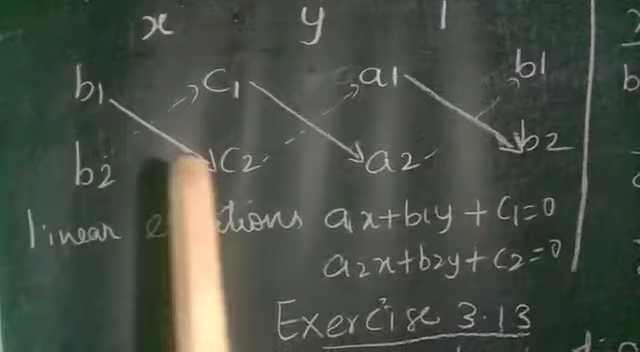 x y 1
b1 c1 a1 b1
b2 c2 a2 b2
linear a1x+b1y+c1=0
a2x+b2y+c2=0
Exercise 3.13